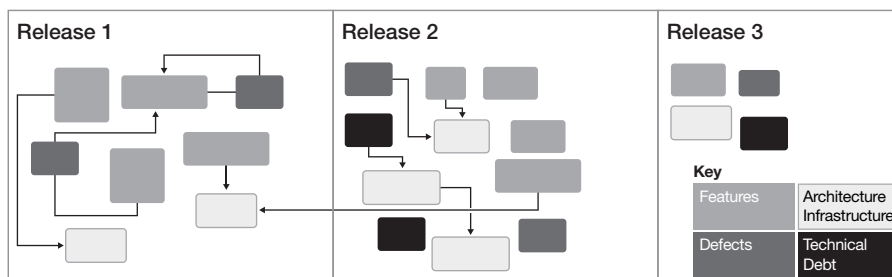 Release 1
Release 2
Release 3
Key
Features
Architecture
Infrastructure
Defects
Technical
Debt